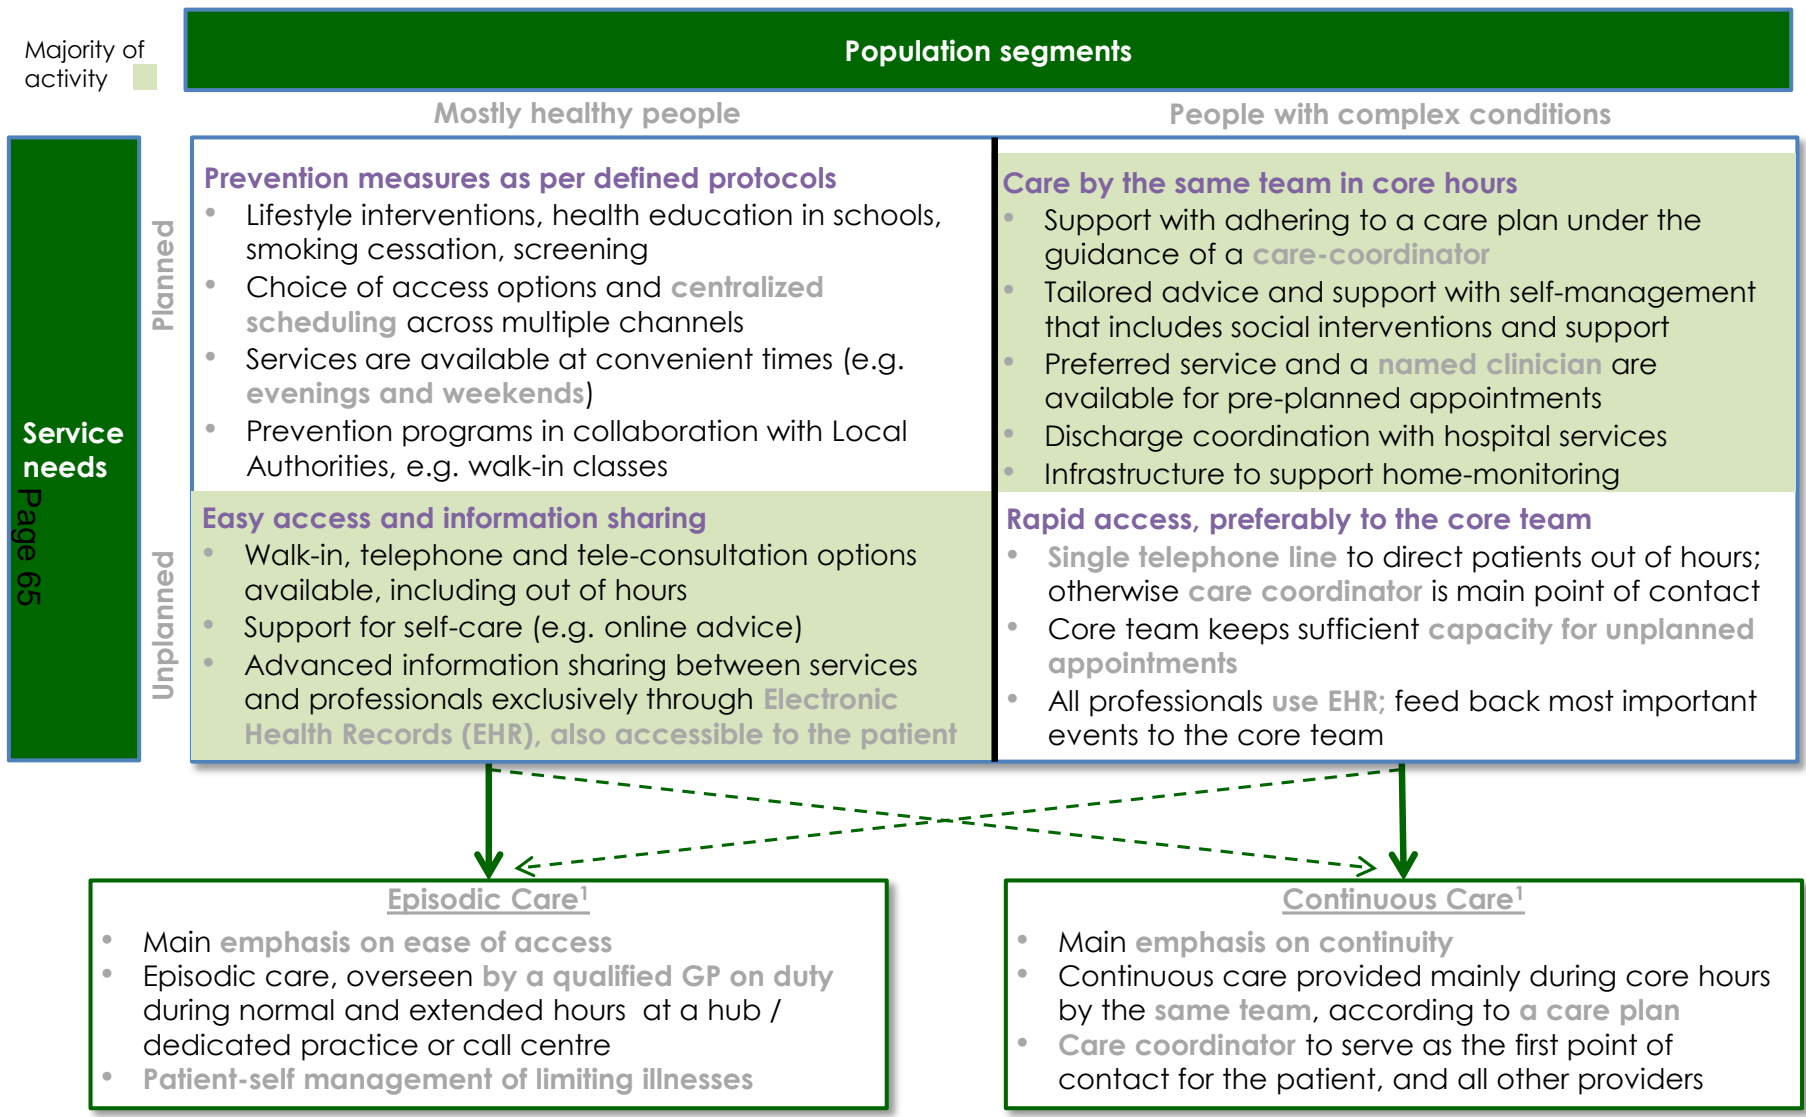 Majority of
activity
Population segments
Mostly healthy people
People with complex conditions
Service
needs
Page 65
Planned
Prevention measures as per defined protocols
• Lifestyle interventions, health education in schools,
smoking cessation, screening
• Choice of access options and centralized
scheduling across multiple channels
• Services are available at convenient times (e.g.
evenings and weekends)
• Prevention programs in collaboration with Local
Authorities, e.g. walk-in classes
Care by the same team in core hours
• Support with adhering to a care plan under the
guidance of a care-coordinator
• Tailored advice and support with self-management
that includes social interventions and support
• Preferred service and a named clinician are
available for pre-planned appointments
• Discharge coordination with hospital services
• Infrastructure to support home-monitoring
Unplanned
Easy access and information sharing
• Walk-in, telephone and tele-consultation options
available, including out of hours
• Support for self-care (e.g. online advice)
• Advanced information sharing between services
and professionals exclusively through Electronic
Health Records (EHR), also accessible to the patient
Rapid access, preferably to the core team
• Single telephone line to direct patients out of hours;
otherwise care coordinator is main point of contact
• Core team keeps sufficient capacity for unplanned
appointments
• All professionals use EHR; feed back most important
events to the core team
Episodic Care¹
• Main emphasis on ease of access
• Episodic care, overseen by a qualified GP on duty
during normal and extended hours at a hub /
dedicated practice or call centre
• Patient-self management of limiting illnesses
Continuous Care¹
• Main emphasis on continuity
• Continuous care provided mainly during core hours
by the same team, according to a care plan
• Care coordinator to serve as the first point of
contact for the patient, and all other providers